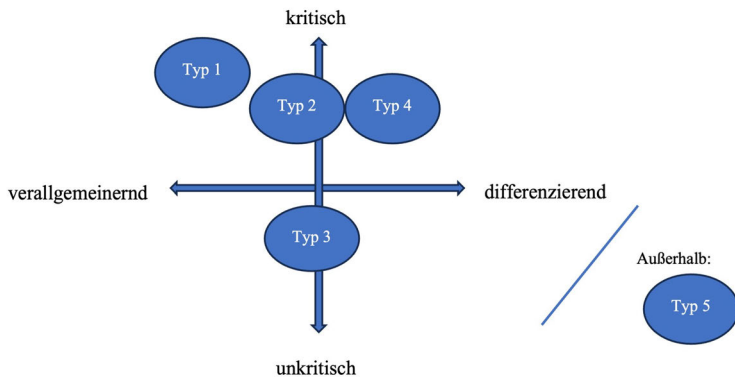 kritisch
Typ 1
Typ 2
Typ 4
verallgemeinernd
differenzierend
Typ 3
Außerhalb:
Typ 5
unkritisch